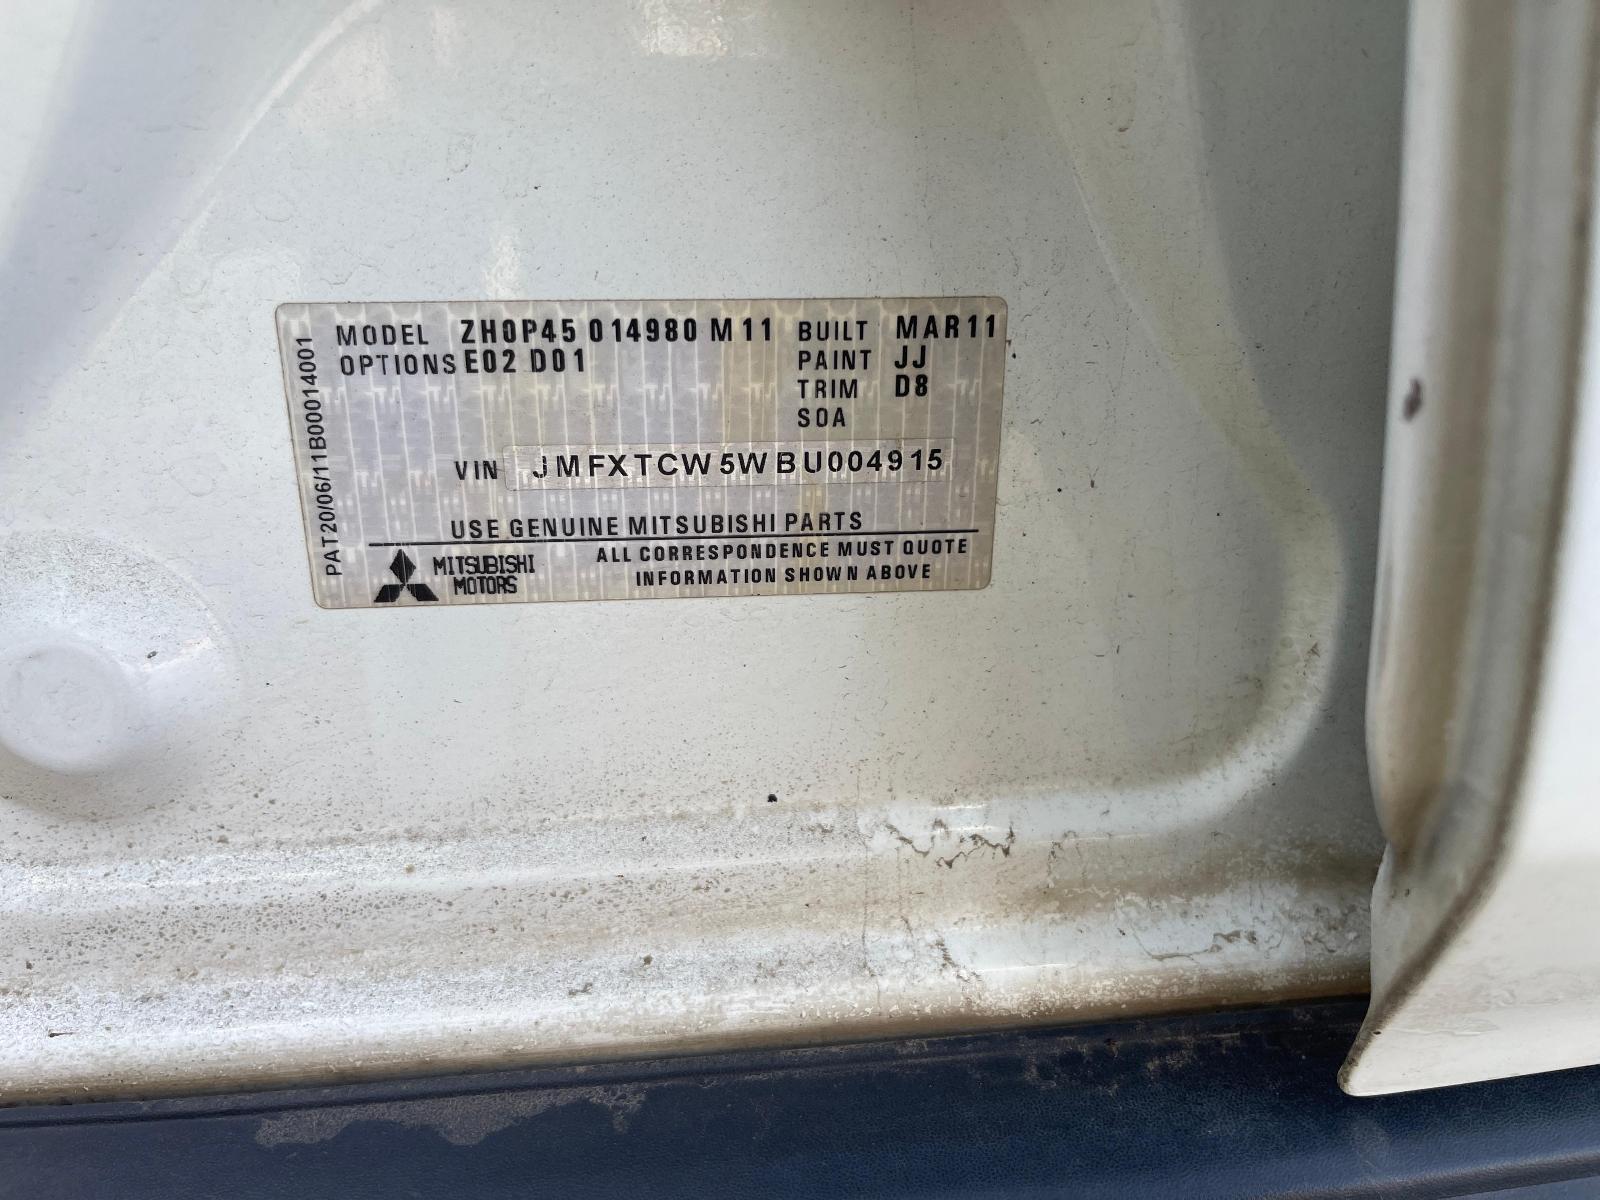 MODEL ZH0P45 014980 M11 BUILT MAR11
OPTIONS E02 D01 PAINT JJ
TRIM D8
SOA
VIN JMFXTCW5WBU004915
USE GENUINE MITSUBISHI PARTS
MITSUBISHI MOTORS
ALL CORRESPONDENCE MUST QUOTE
INFORMATION SHOWN ABOVE
PAT20/06/11B00014001